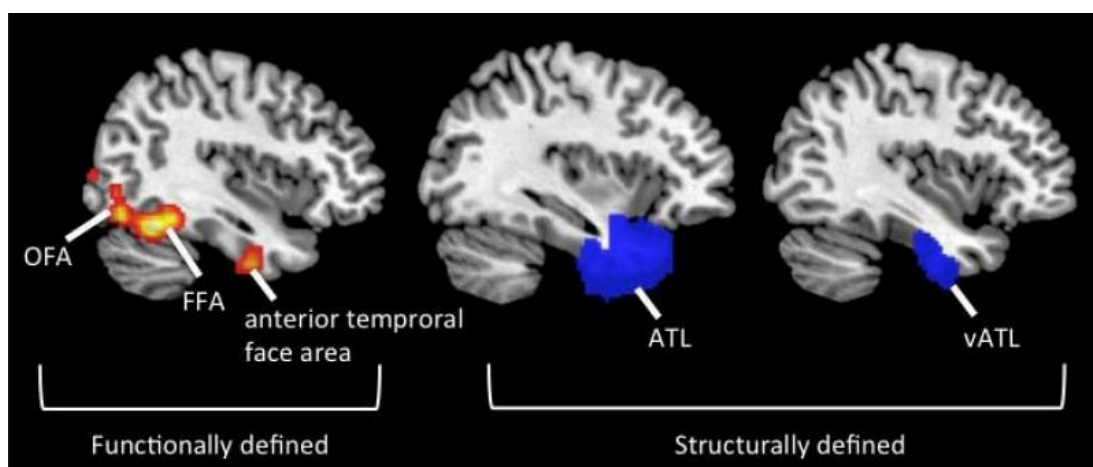 OFA
FFA
anterior temproral
face area
ATL
vATL
Functionally defined
Structurally defined